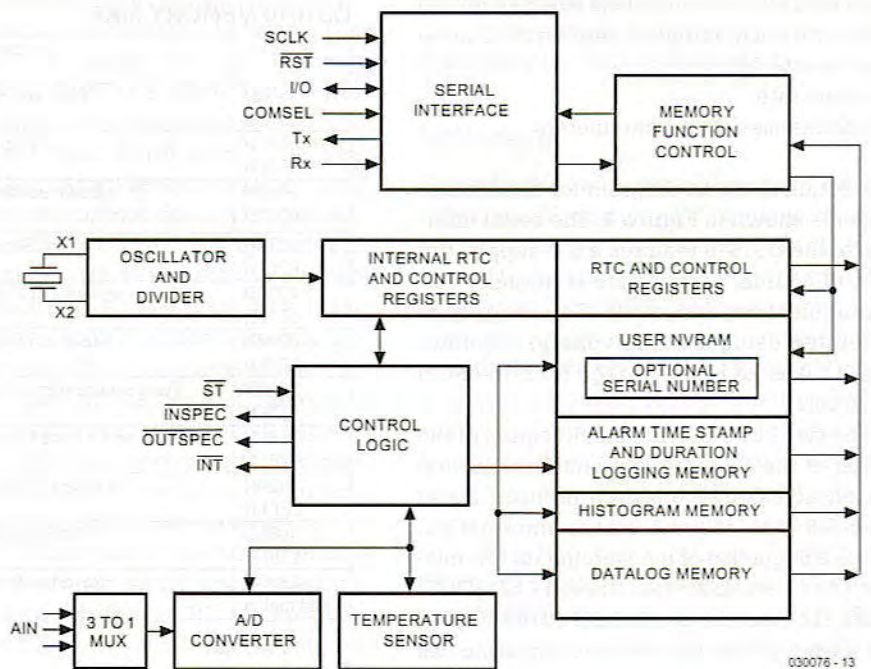 SCLK
RST
I/O
COMSEL
Tx
Rx
SERIAL
INTERFACE
MEMORY
FUNCTION
CONTROL
X1
X2
OSCILLATOR
AND
DIVIDER
INTERNAL RTC
AND CONTROL
REGISTERS
RTC AND CONTROL
REGISTERS
USER NVRAM
OPTIONAL
SERIAL NUMBER
ST
INSPEC
OUTSPEC
INT
CONTROL
LOGIC
ALARM TIME STAMP
AND DURATION
LOGGING MEMORY
HISTOGRAM MEMORY
DATALOG MEMORY
AIN
3 TO 1
MUX
A/D
CONVERTER
TEMPERATURE
SENSOR
030076 - 13